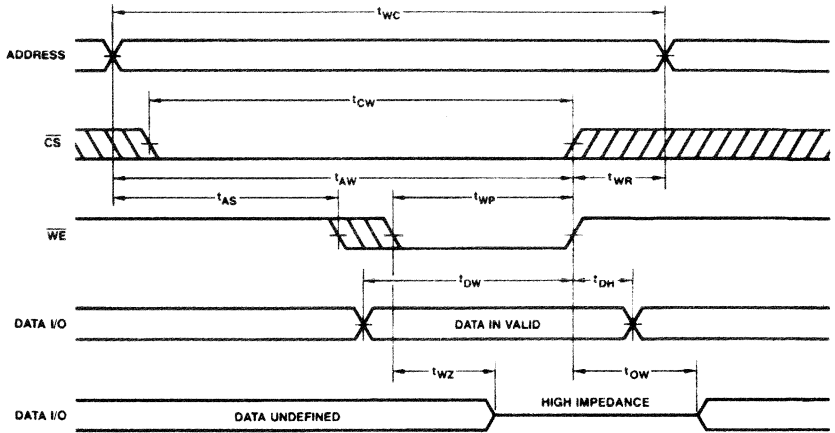 tWC
ADDRESS
tCW
CS
tAW
tWR
tAS
tWP
WE
tDW
tDH
DATA I/O
DATA IN VALID
tWZ
tOW
HIGH IMPEDANCE
DATA I/O
DATA UNDEFINED